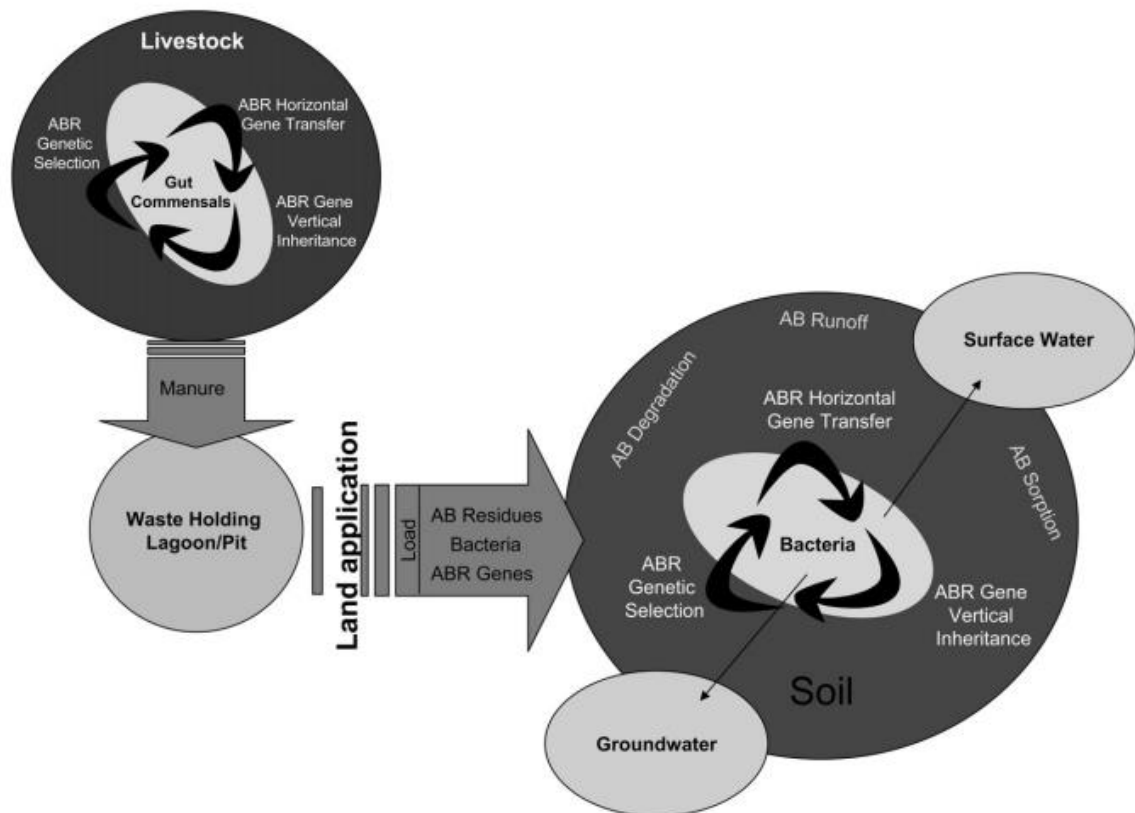 Livestock
ABR Horizontal
Gene Transfer
ABR
Genetic
Selection
Gut
Commensals
ABR Gene
Vertical
Inheritance
Manure
Waste Holding
Lagoon/Pit
Land application
Load
AB Residues
Bacteria
ABR Genes
AB Runoff
Surface Water
AB Degradation
ABR Horizontal
Gene Transfer
AB Sorption
Bacteria
ABR
Genetic
Selection
ABR Gene
Vertical
Inheritance
Soil
Groundwater